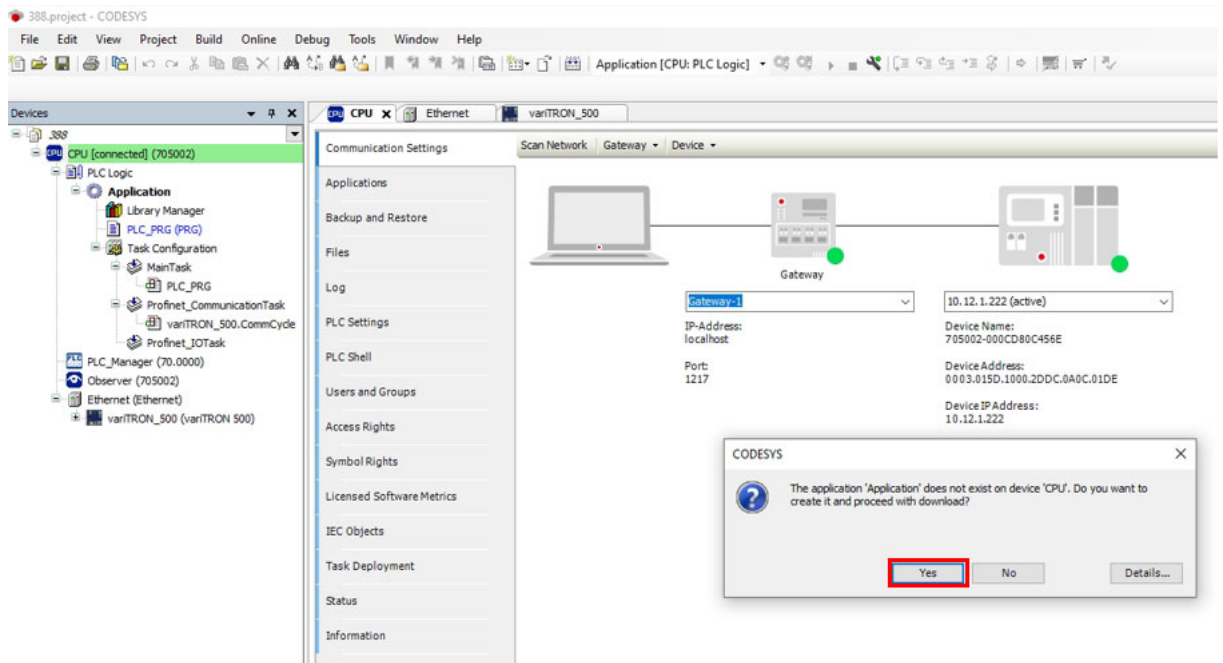 388.project - CODESYS
File Edit View Project Build Online Debug Tools Window Help
Application [CPU: PLC Logic]
Devices
388
CPU [connected] (705002)
PLC Logic
Application
Library Manager
PLC_PRG (PRG)
Task Configuration
MainTask
PLC_PRG
Profinet_CommunicationTask
variTRON_500.CommCycle
Profinet_IOTask
PLC_Manager (70.0000)
Observer (705002)
Ethernet (Ethernet)
variTRON_500 (variTRON 500)
CPU Ethernet variTRON_500
Communication Settings
Applications
Backup and Restore
Files
Log
PLC Settings
PLC Shell
Users and Groups
Access Rights
Symbol Rights
Licensed Software Metrics
IEC Objects
Task Deployment
Status
Information
Scan Network Gateway Device
Gateway
Gateway-1
IP-Address:
localhost
Port:
1217
10.12.1.222 (active)
Device Name:
705002-000CD80C456E
Device Address:
0003.015D.1000.2DDC.0A0C.01DE
Device IP Address:
10.12.1.222
CODESYS
The application 'Application' does not exist on device 'CPU'. Do you want to
create it and proceed with download?
Yes No Details...